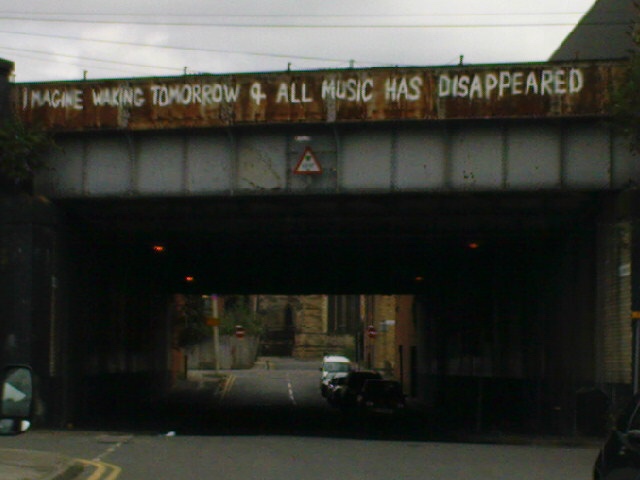 IMAGINE WAKING TOMORROW & ALL MUSIC HAS DISAPPEARED